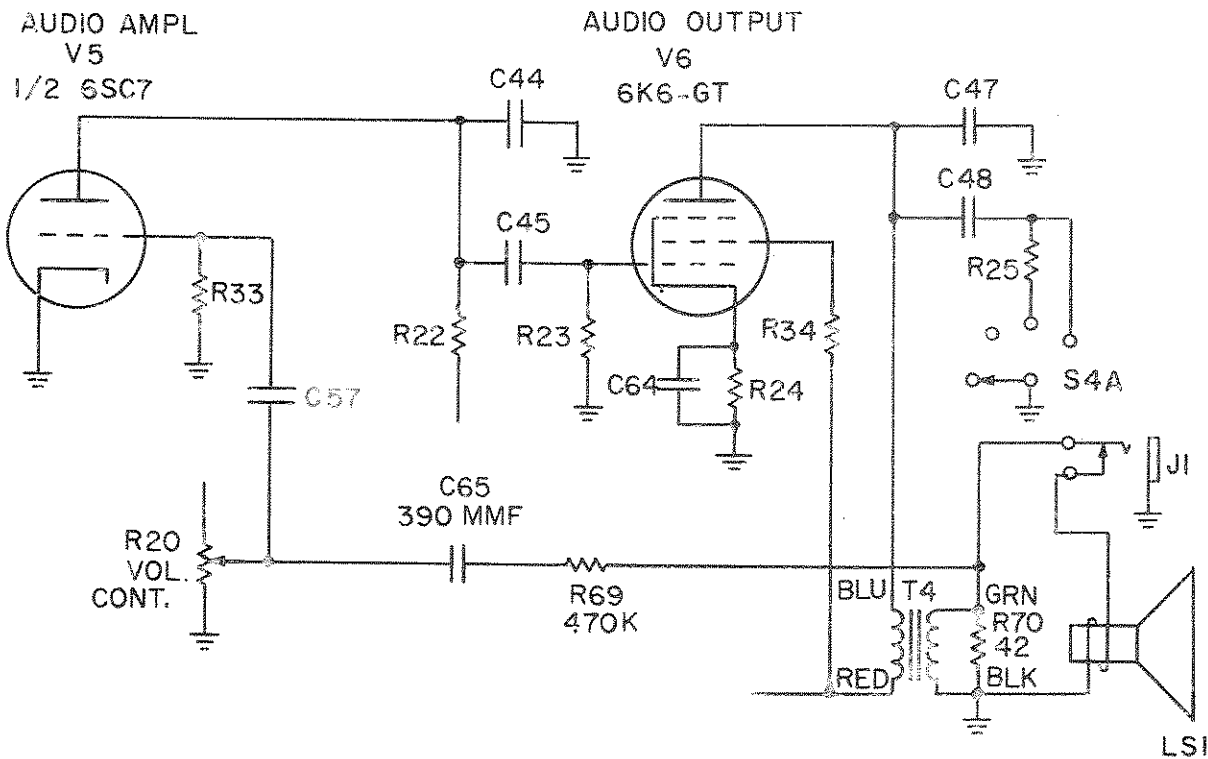 AUDIO AMPL
V5
1/2 6SC7
AUDIO OUTPUT
V6
6K6-GT
C44
C47
C48
C45
R25
R33
R22
R23
R34
C64
R24
S4A
C57
J1
C65
390 MMF
R20
VOL.
CONT.
R69
470K
BLU
T4
GRN
R70
42
RED
BLK
LS1